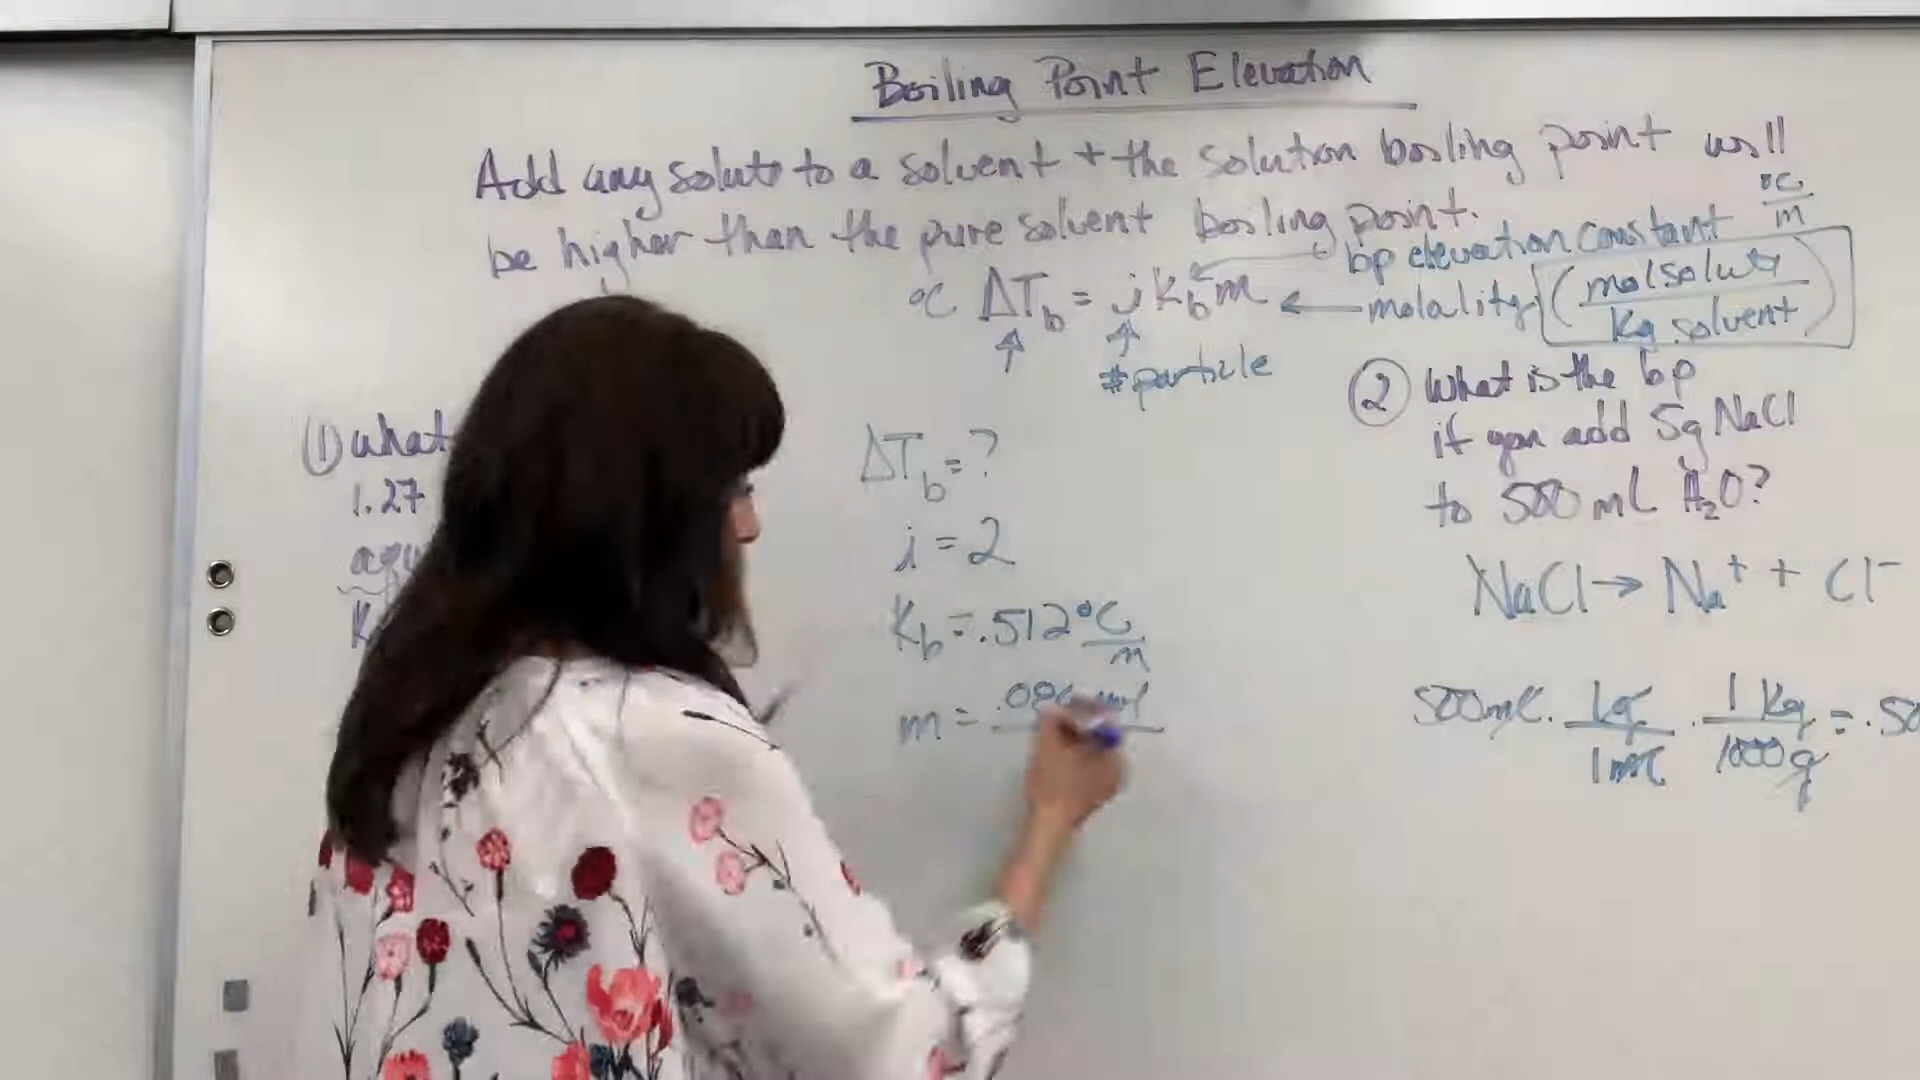 Boiling Point Elevation
Add any solute to a solvent + the solution boiling point will
be higher than the pure solvent boiling point.
bp elevation constant °C/m
°C ΔTb = i kb m ← molality (mol solute/kg solvent)
#particle
① what
1.27
ΔTb = ?
i = 2
Kb = .512 °C/m
m =
② What is the bp
if you add 5g NaCl
to 500 mL H2O?
NaCl → Na+ + Cl-
500 mL · 1g/1mL · 1 kg/1000g = .50